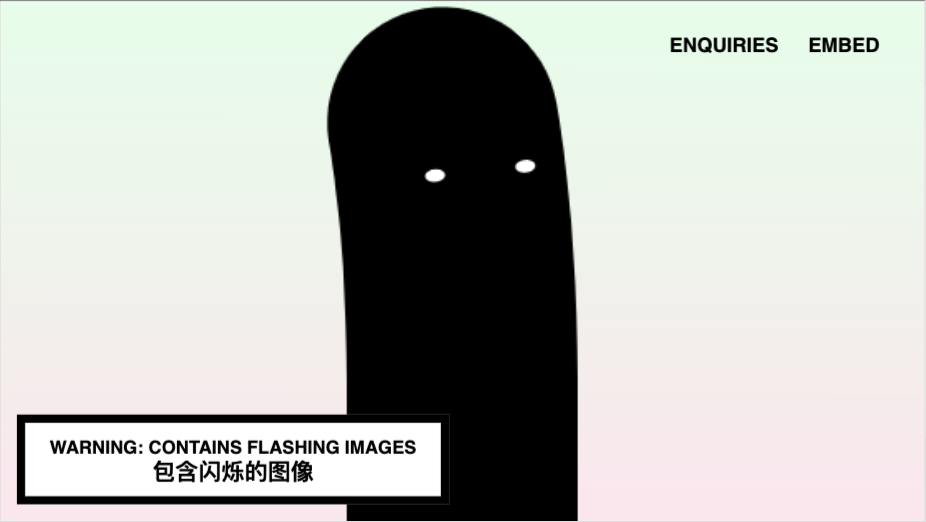 ENQUIRIES EMBED
WARNING: CONTAINS FLASHING IMAGES
包含闪烁的图像